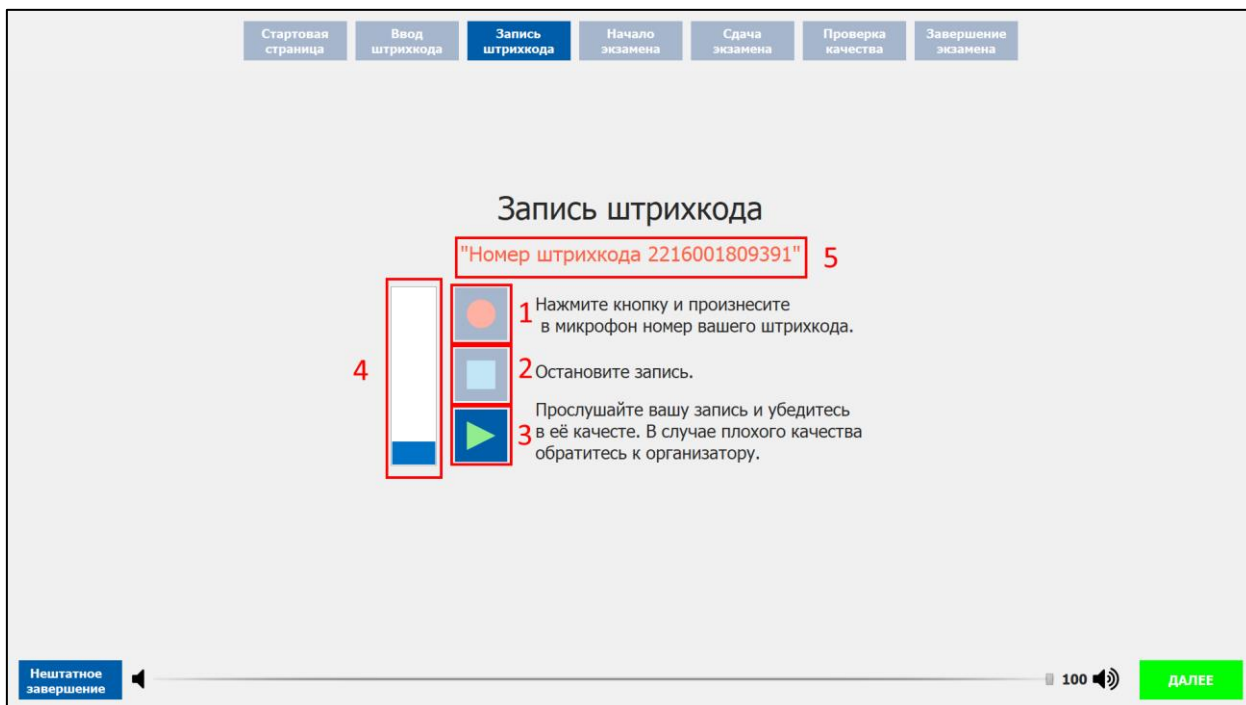 Стартовая страница
Ввод штрихкода
Запись штрихкода
Начало экзамена
Сдача экзамена
Проверка качества
Завершение экзамена
Запись штрихкода
"Номер штрихкода 2216001809391" 5
1 Нажмите кнопку и произнесите
в микрофон номер вашего штрихкода.
4
2 Остановите запись.
Прослушайте вашу запись и убедитесь
3 в её качесте. В случае плохого качества
обратитесь к организатору.
Нештатное
завершение
100
ДАЛЕЕ